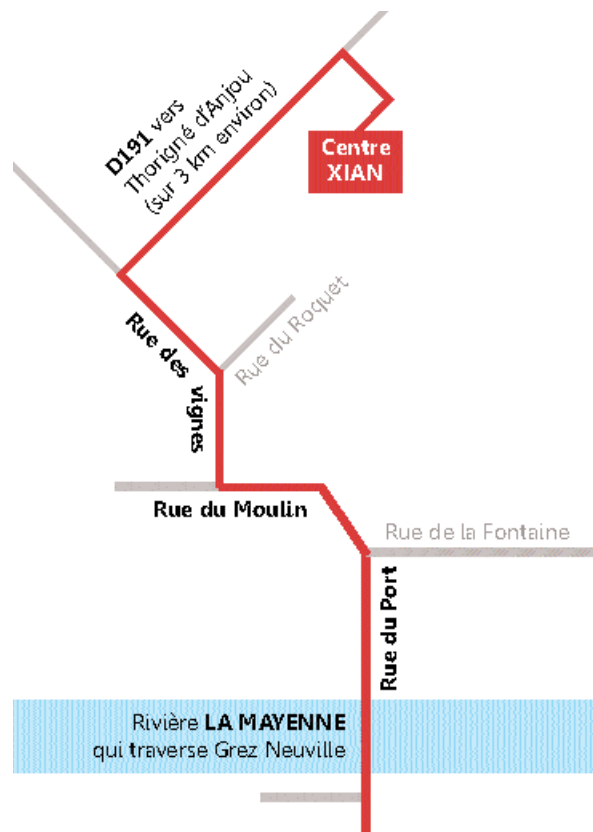 D191 vers
Thorigné d'Anjou
(sur 3 km environ)
Centre
XIAN
Rue du Roquet
Rue des vignes
Rue du Moulin
Rue de la Fontaine
Rue du Port
Rivière LA MAYENNE
qui traverse Grez Neuville